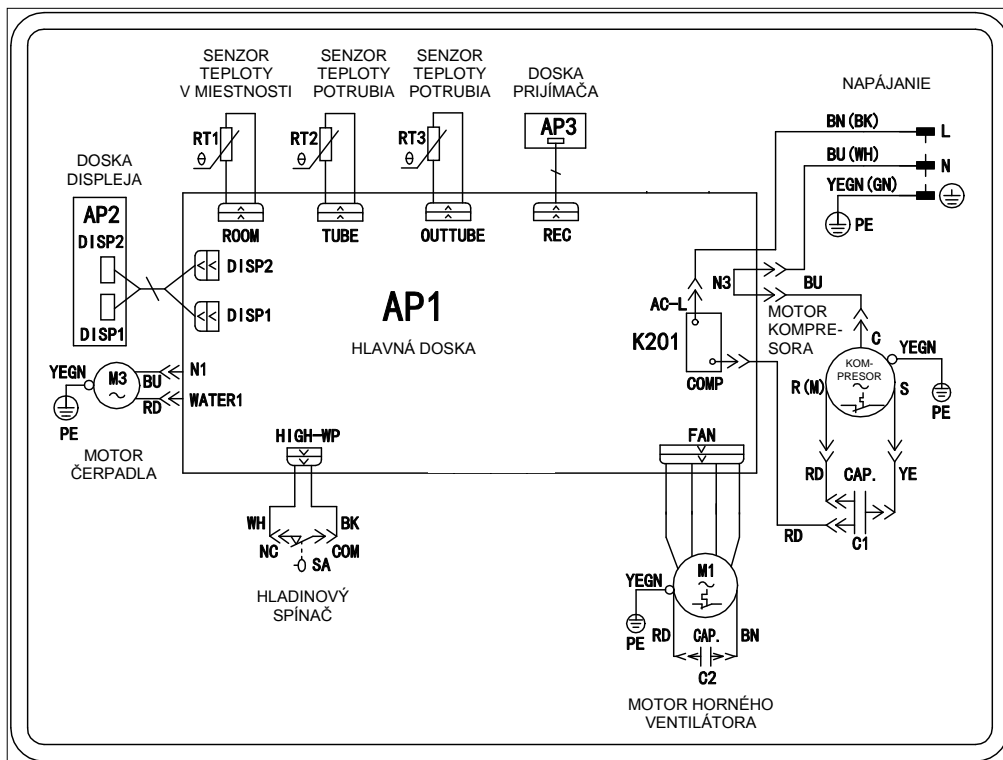 SENZOR
TEPLOTY
V MIESTNOSTI
SENZOR
TEPLOTY
POTRUBIA
SENZOR
TEPLOTY
POTRUBIA
DOSKA
PRIJÍMAČA
NAPÁJANIE
RT1
θ
RT2
θ
RT3
θ
AP3
BN (BK)
L
BU (WH)
N
YEGN (GN)
PE
DOSKA
DISPLEJA
AP2
DISP2
DISP1
ROOM
TUBE
OUTTUBE
REC
DISP2
DISP1
AP1
HLAVNÁ DOSKA
AC-L
K201
COMP
N3
BU
MOTOR
KOMPRE-
SORA
C
YEGN
KOM-
PRESOR
~
R (M)
S
PE
YEGN
M3
~
BU
N1
RD
WATER1
PE
MOTOR
ČERPADLA
HIGH-WP
FAN
RD
CAP.
YE
RD
C1
WH
BK
NC
COM
SA
HLADINOVÝ
SPÍNAČ
YEGN
M1
~
PE
RD
CAP.
BN
C2
MOTOR HORNÉHO
VENTILÁTORA